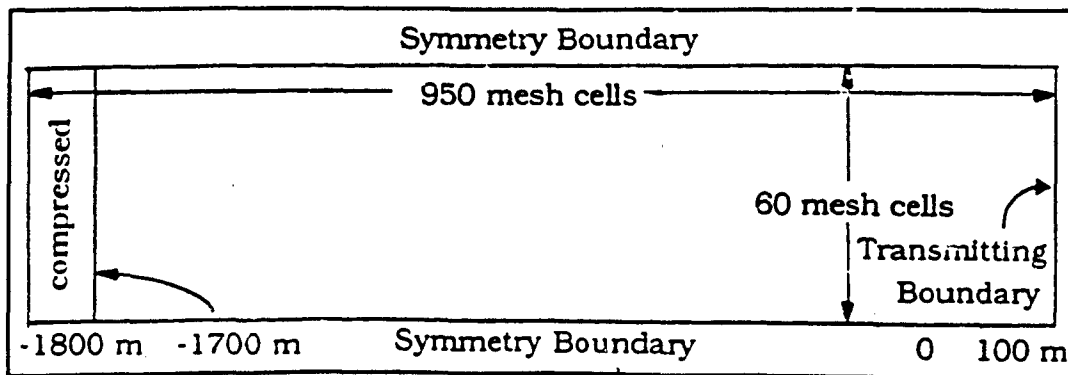 Symmetry Boundary
950 mesh cells
compressed
60 mesh cells
Transmitting
Boundary
-1800 m -1700 m Symmetry Boundary 0 100 m